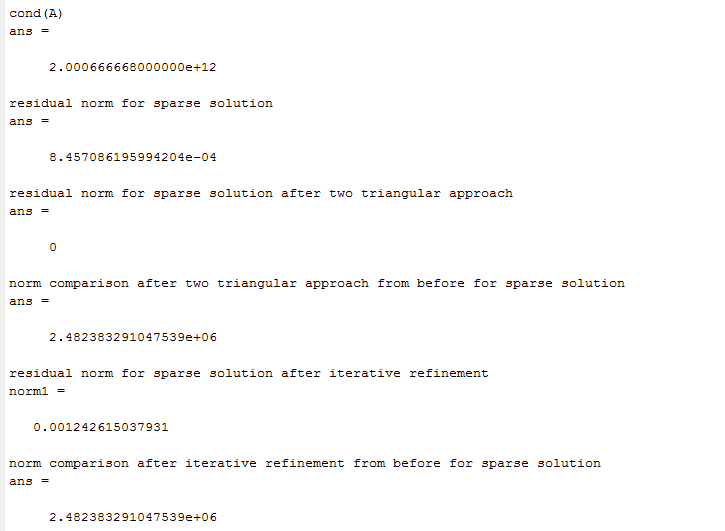 cond(A)
ans =
2.000666668000000e+12
residual norm for sparse solution
ans =
8.457086195994204e-04
residual norm for sparse solution after two triangular approach
ans =
0
norm comparison after two triangular approach from before for sparse solution
ans =
2.482383291047539e+06
residual norm for sparse solution after iterative refinement
norm1 =
0.001242615037931
norm comparison after iterative refinement from before for sparse solution
ans =
2.482383291047539e+06